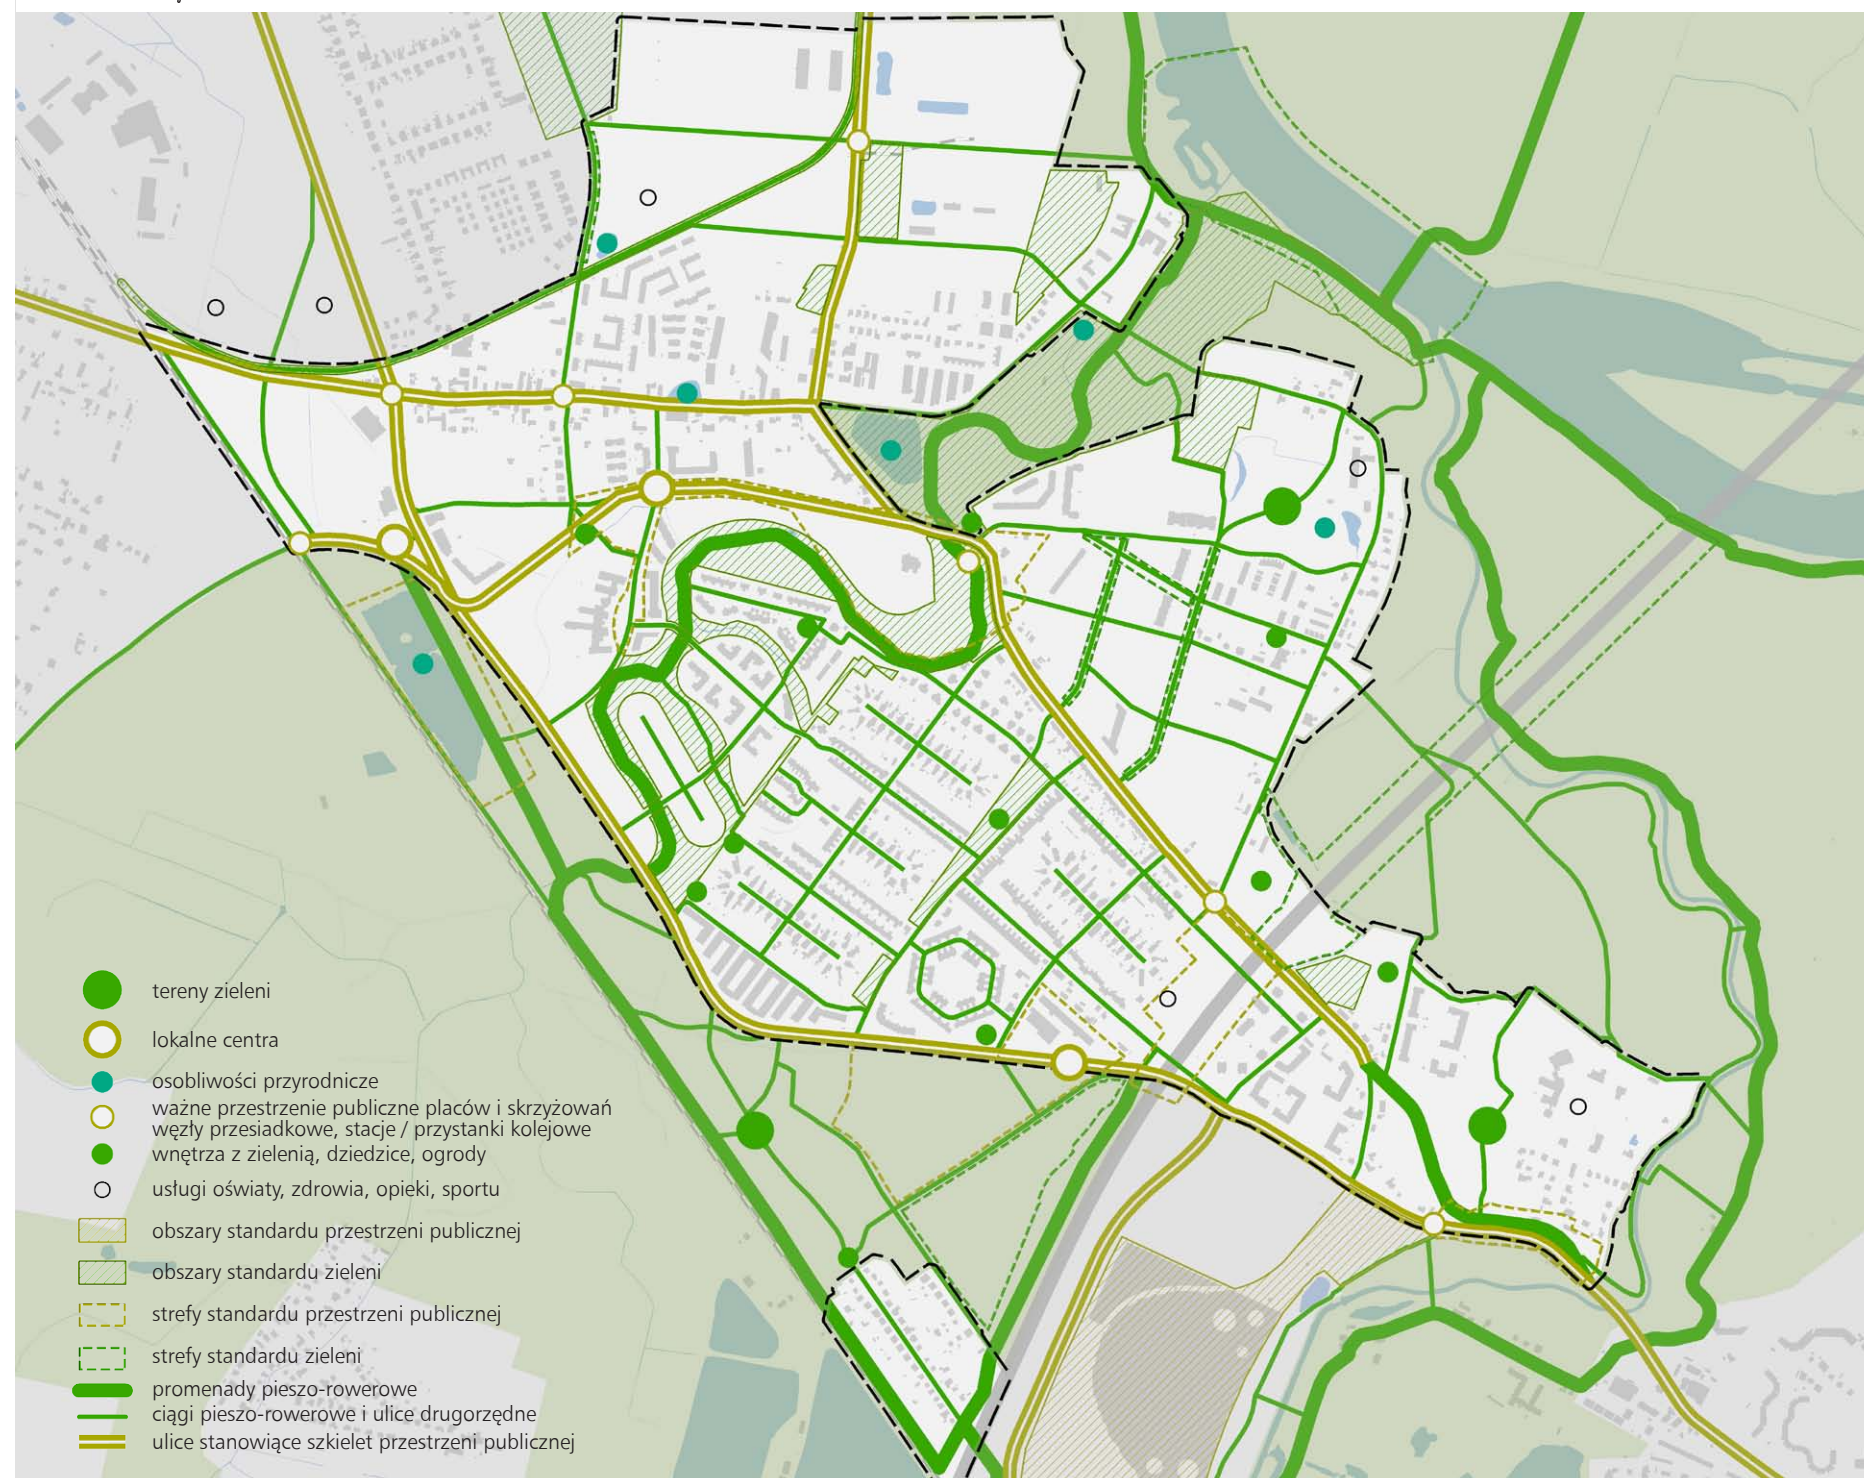 tereny zieleni
lokalne centra
osobliwości przyrodnicze
ważne przestrzenie publiczne placów i skrzyżowań
węzły przesiadkowe, stacje / przystanki kolejowe
wnętrza z zielenią, dziedzice, ogrody
usługi oświaty, zdrowia, opieki, sportu
obszary standardu przestrzeni publicznej
obszary standardu zieleni
strefy standardu przestrzeni publicznej
strefy standardu zieleni
promenady pieszo-rowerowe
ciągi pieszo-rowerowe i ulice drugorzędne
ulice stanowiące szkielet przestrzeni publicznej